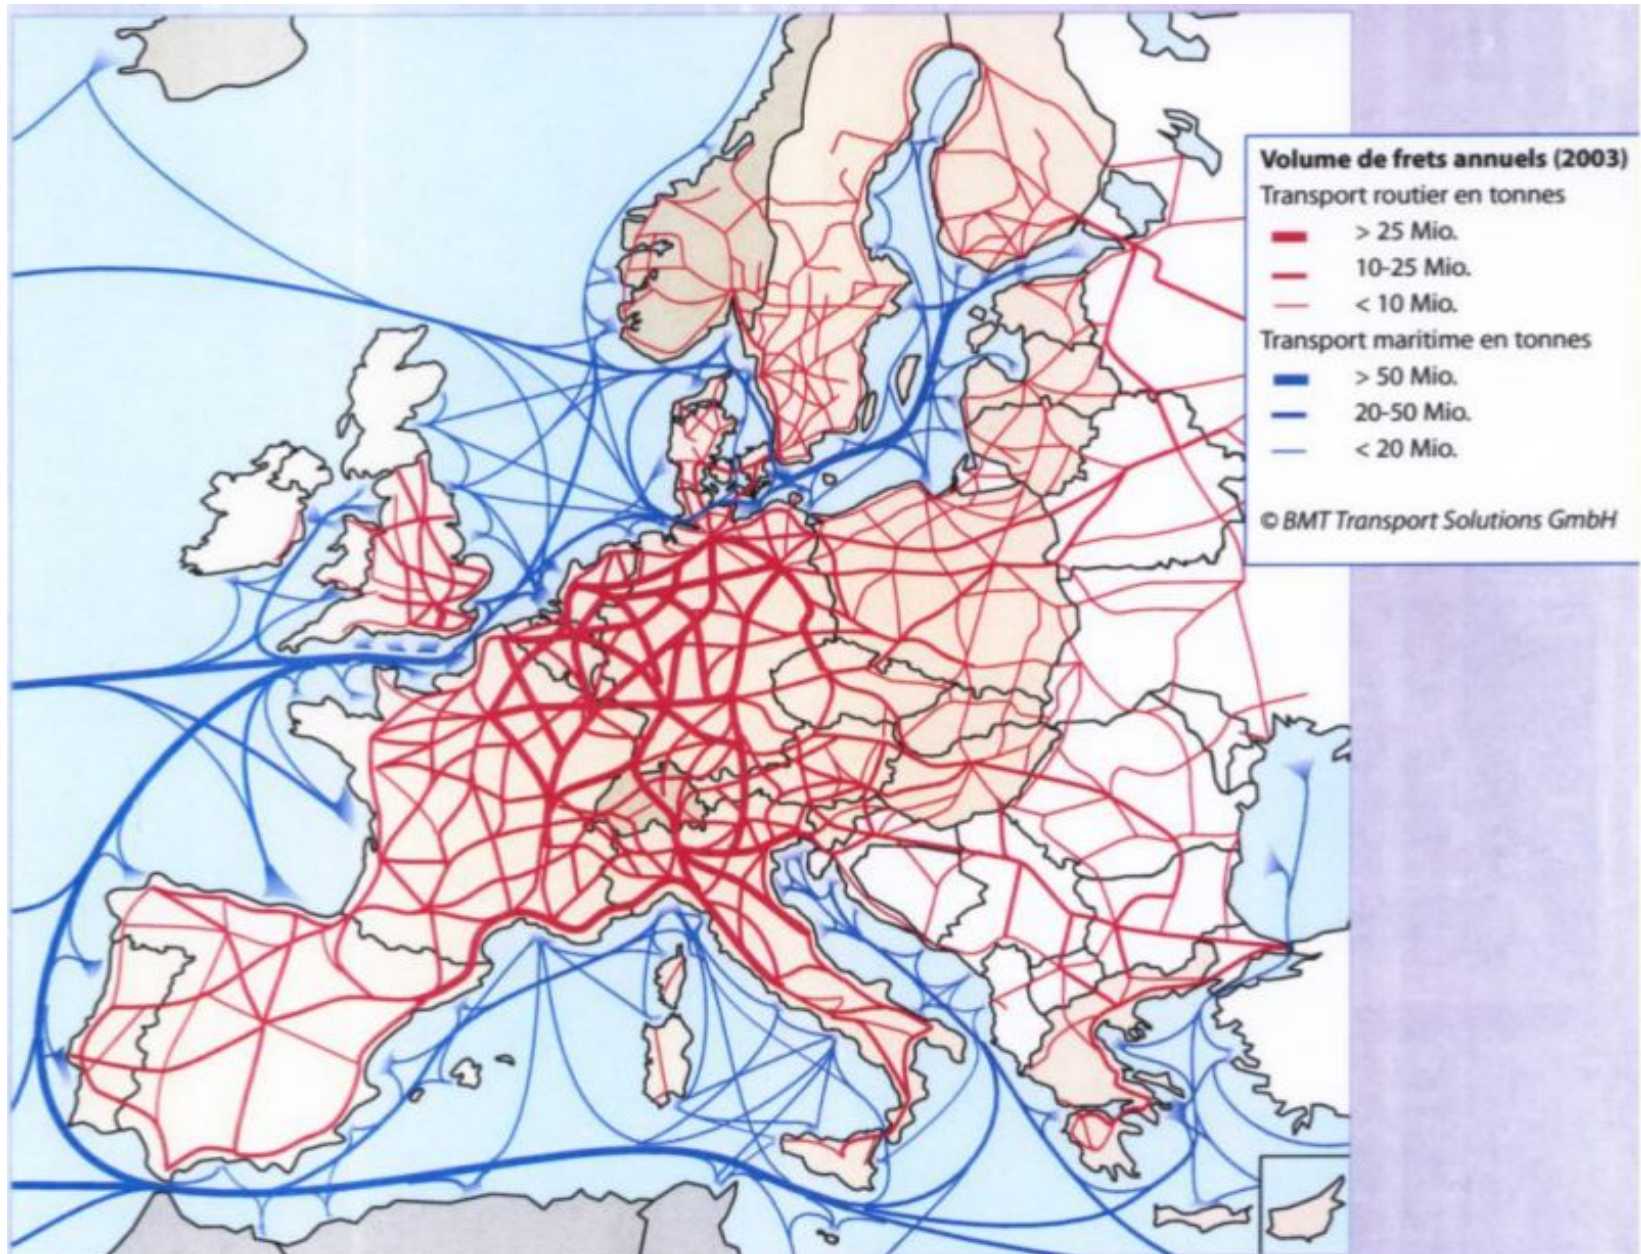 Volume de frets annuels (2003)
Transport routier en tonnes
> 25 Mio.
10-25 Mio.
< 10 Mio.
Transport maritime en tonnes
> 50 Mio.
20-50 Mio.
< 20 Mio.
© BMT Transport Solutions GmbH